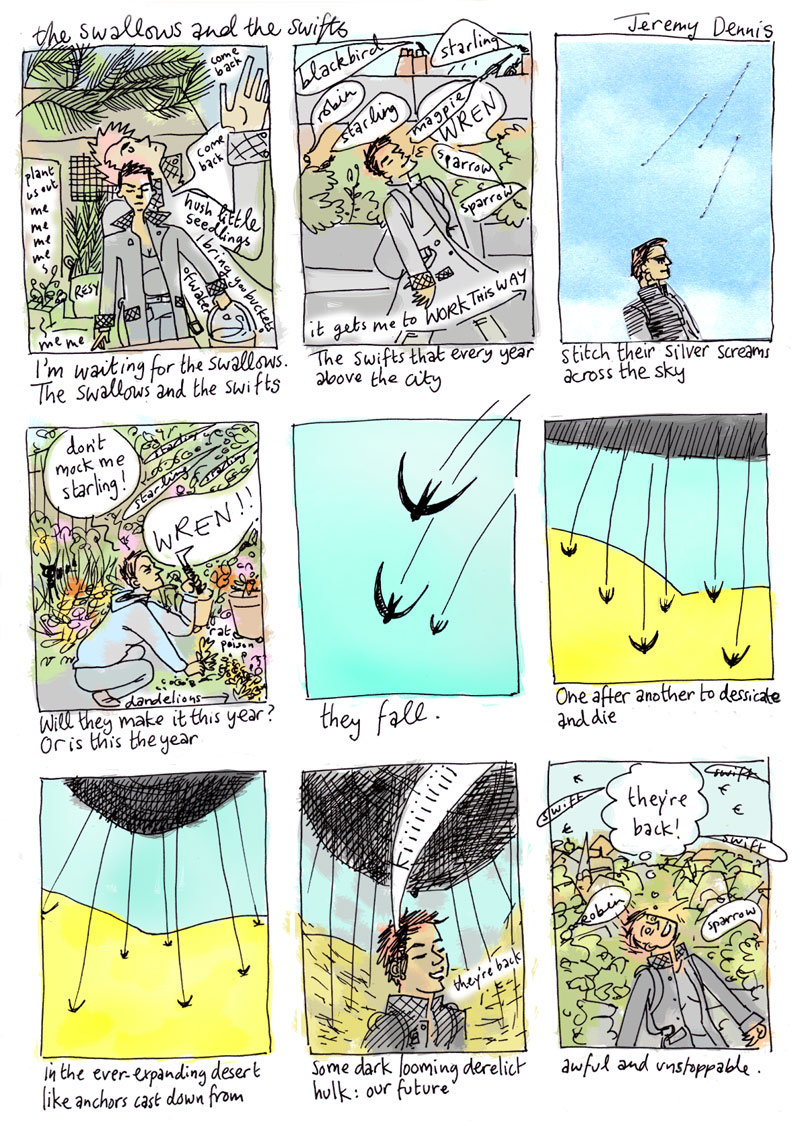 the swallows and the swifts
Jeremy Dennis
come
back
come
back
plant
us out
me
me
me
me
me
s
hush little
seedlings
I bring you buckets
of water
RESY
me me
I'm waiting for the swallows.
The swallows and the swifts
blackbird
starling
robin
starling
magpie
WREN
sparrow
sparrow
it gets me to WORK THIS WAY
The swifts that every year
above the city
stitch their silver screams
across the sky
don't
mock me
starling!
starling
starling
starling
starling
WREN!!
rat
poison
dandelions
Will they make it this year?
Or is this the year
they fall.
One after another to dessicate
and die
in the ever-expanding desert
like anchors cast down from
they're back
some dark looming derelict
hulk: our future
swift
swift
swift
they're
back!
robin
sparrow
awful and unstoppable.